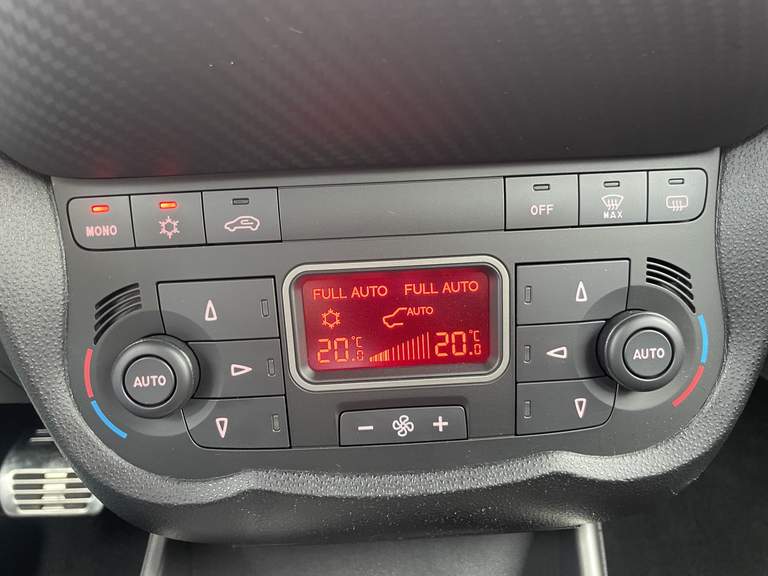 MONO OFF MAX
FULL AUTO FULL AUTO
AUTO
20.0°C 20.0°C
AUTO AUTO
− +